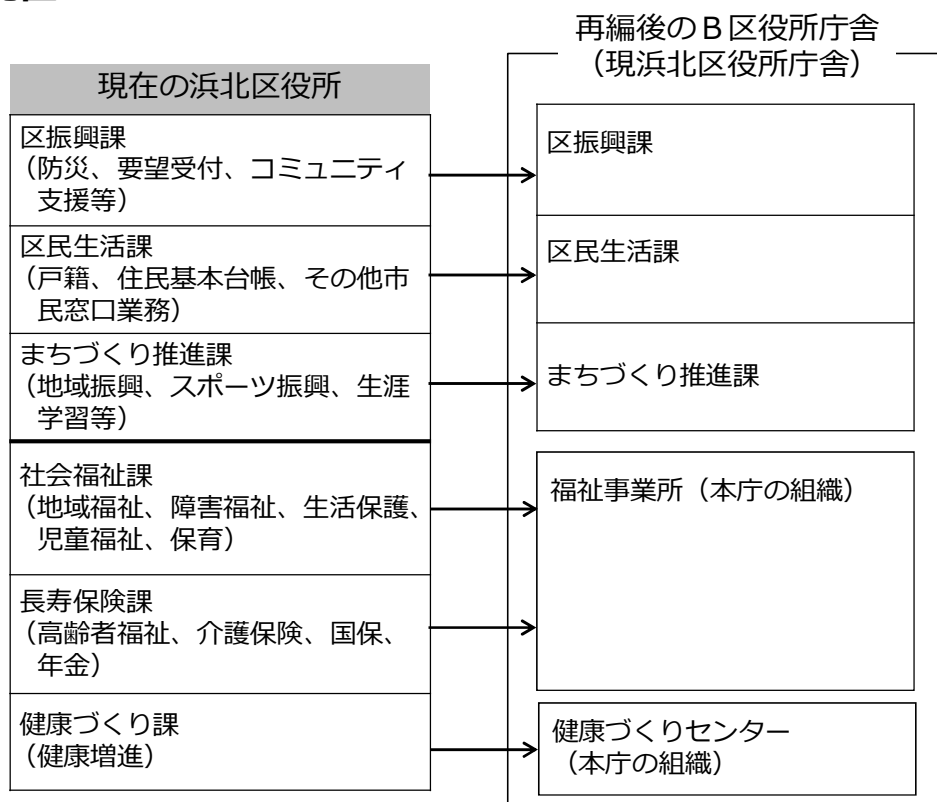 再編後のB区役所庁舎
（現浜北区役所庁舎）
現在の浜北区役所
区振興課
（防災、要望受付、コミュニティ
支援等）
区民生活課
（戸籍、住民基本台帳、その他市
民窓口業務）
まちづくり推進課
（地域振興、スポーツ振興、生涯
学習等）
社会福祉課
（地域福祉、障害福祉、生活保護、
児童福祉、保育）
長寿保険課
（高齢者福祉、介護保険、国保、
年金）
健康づくり課
（健康増進）
区振興課
区民生活課
まちづくり推進課
福祉事業所（本庁の組織）
健康づくりセンター
（本庁の組織）